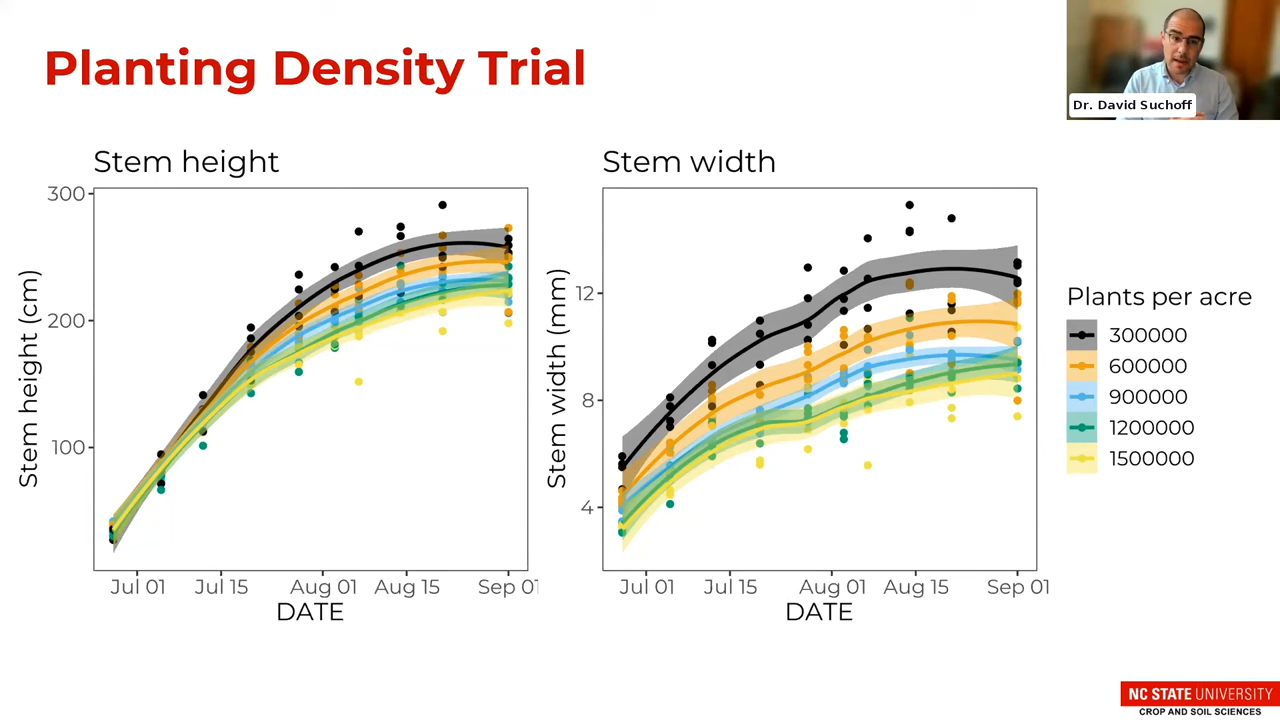 Planting Density Trial
Dr. David Suchoff
Stem height
Stem width
Stem height (cm)
300
200
100
Jul 01
Jul 15
Aug 01
Aug 15
Sep 01
DATE
Stem width (mm)
12
8
4
Jul 01
Jul 15
Aug 01
Aug 15
Sep 01
DATE
Plants per acre
300000
600000
900000
1200000
1500000
NC STATE UNIVERSITY
CROP AND SOIL SCIENCES